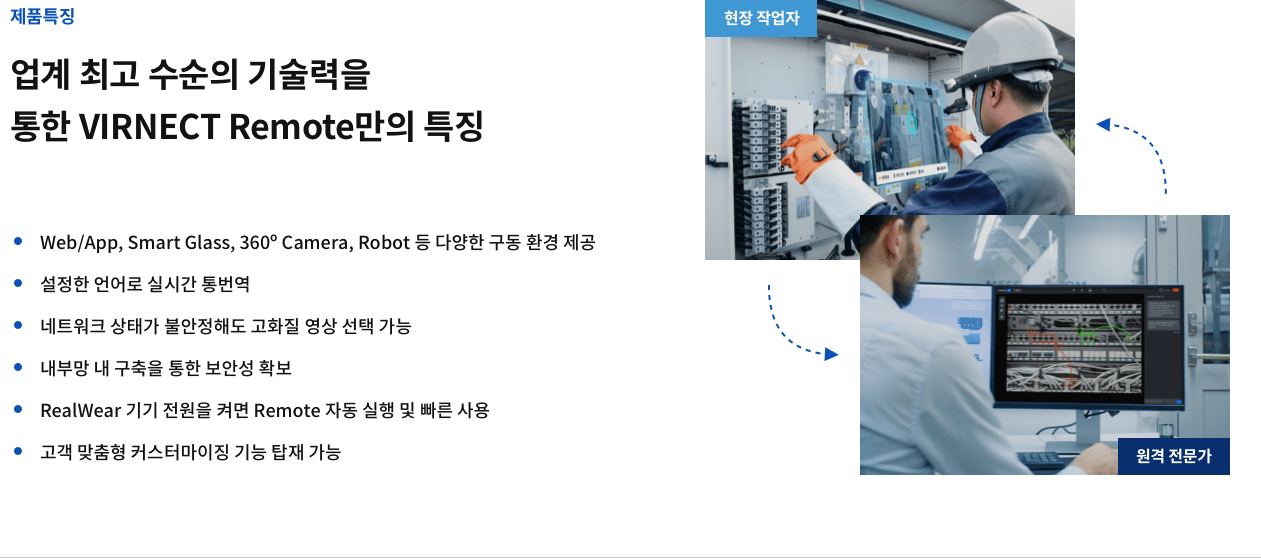 제품특징
업계 최고 수순의 기술력을
통한 VIRNECT Remote만의 특징
Web/App, Smart Glass, 360º Camera, Robot 등 다양한 구동 환경 제공
설정한 언어로 실시간 통번역
네트워크 상태가 불안정해도 고화질 영상 선택 가능
내부망 내 구축을 통한 보안성 확보
RealWear 기기 전원을 켜면 Remote 자동 실행 및 빠른 사용
고객 맞춤형 커스터마이징 기능 탑재 가능
현장 작업자
원격 전문가